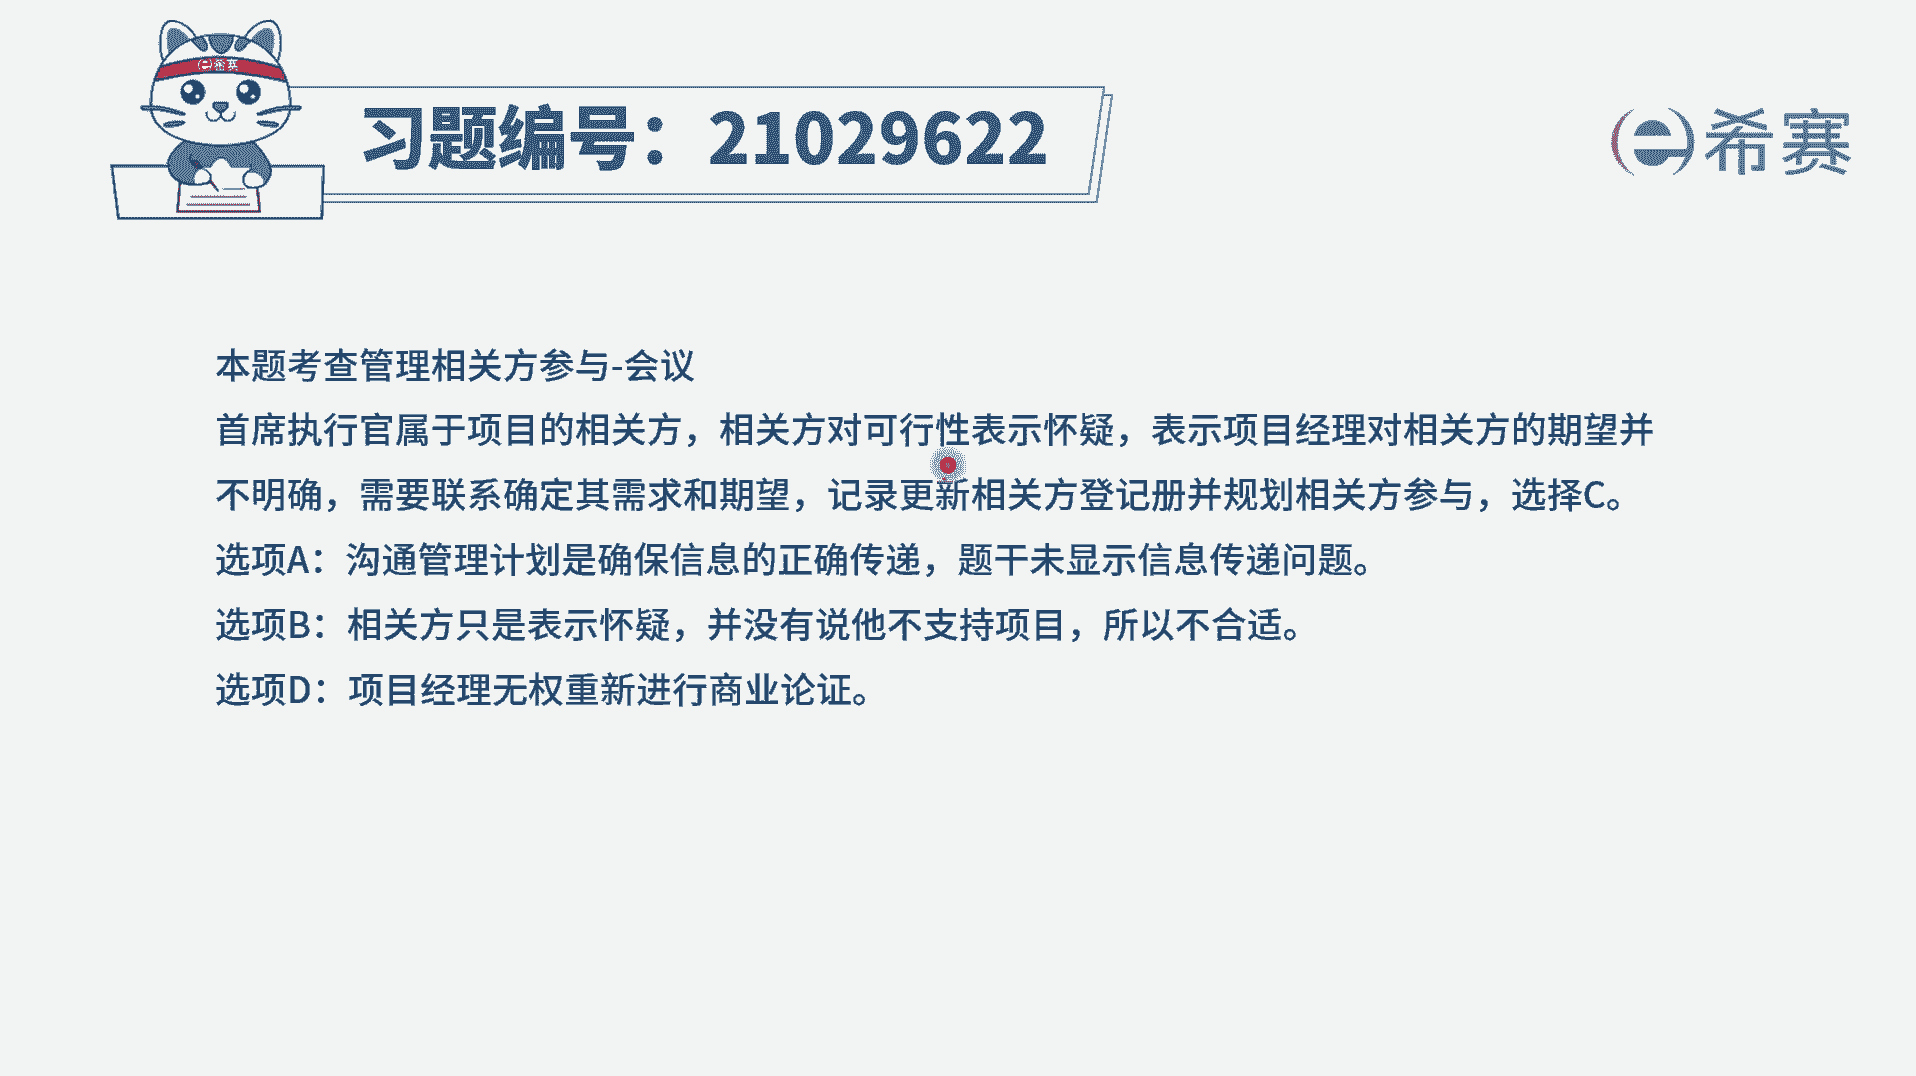 希赛
习题编号：21029622
希赛
本题考查管理相关方参与-会议
首席执行官属于项目的相关方，相关方对可行性表示怀疑，表示项目经理对相关方的期望并
不明确，需要联系确定其需求和期望，记录更新相关方登记册并规划相关方参与，选择C。
选项A：沟通管理计划是确保信息的正确传递，题干未显示信息传递问题。
选项B：相关方只是表示怀疑，并没有说他不支持项目，所以不合适。
选项D：项目经理无权重新进行商业论证。